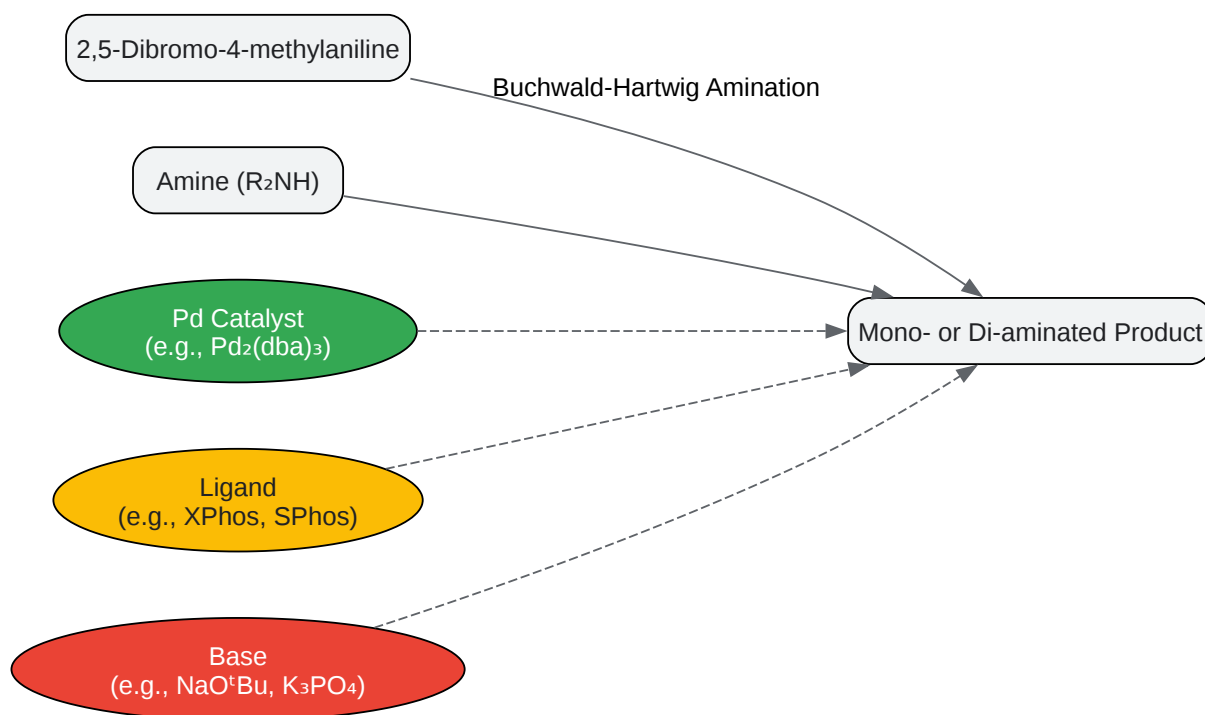 2,5-Dibromo-4-methylaniline
Buchwald-Hartwig Amination
Amine (R₂NH)
Pd Catalyst
(e.g., Pd₂(dba)₃)
Mono- or Di-aminated Product
Ligand
(e.g., XPhos, SPhos)
Base
(e.g., NaOᵗBu, K₃PO₄)